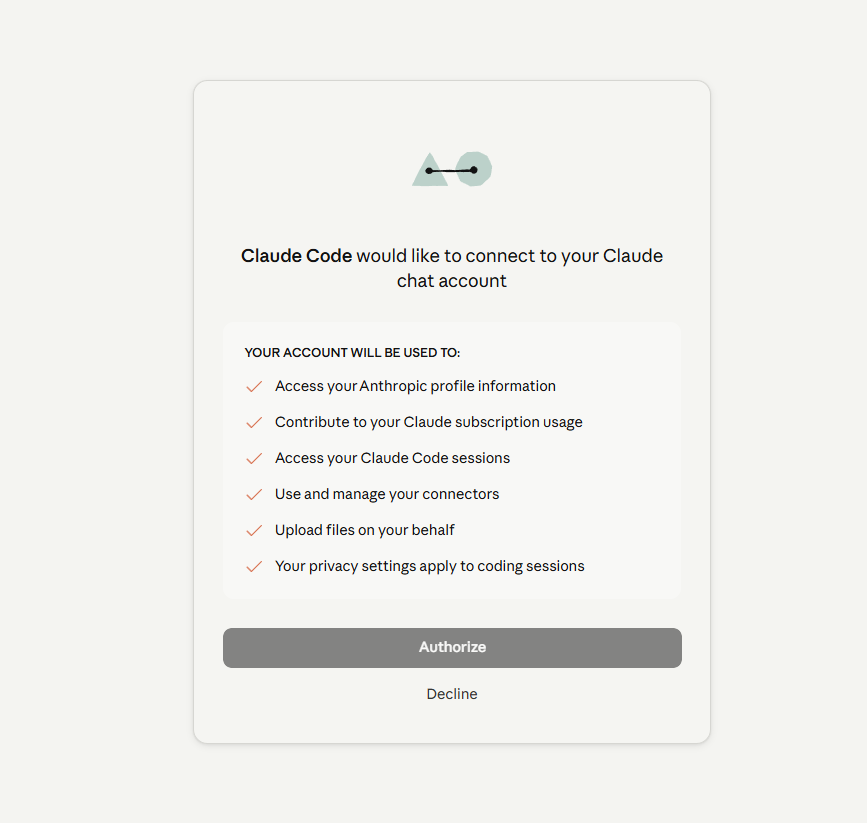 Claude Code would like to connect to your Claude
chat account
YOUR ACCOUNT WILL BE USED TO:
Access your Anthropic profile information
Contribute to your Claude subscription usage
Access your Claude Code sessions
Use and manage your connectors
Upload files on your behalf
Your privacy settings apply to coding sessions
Authorize
Decline